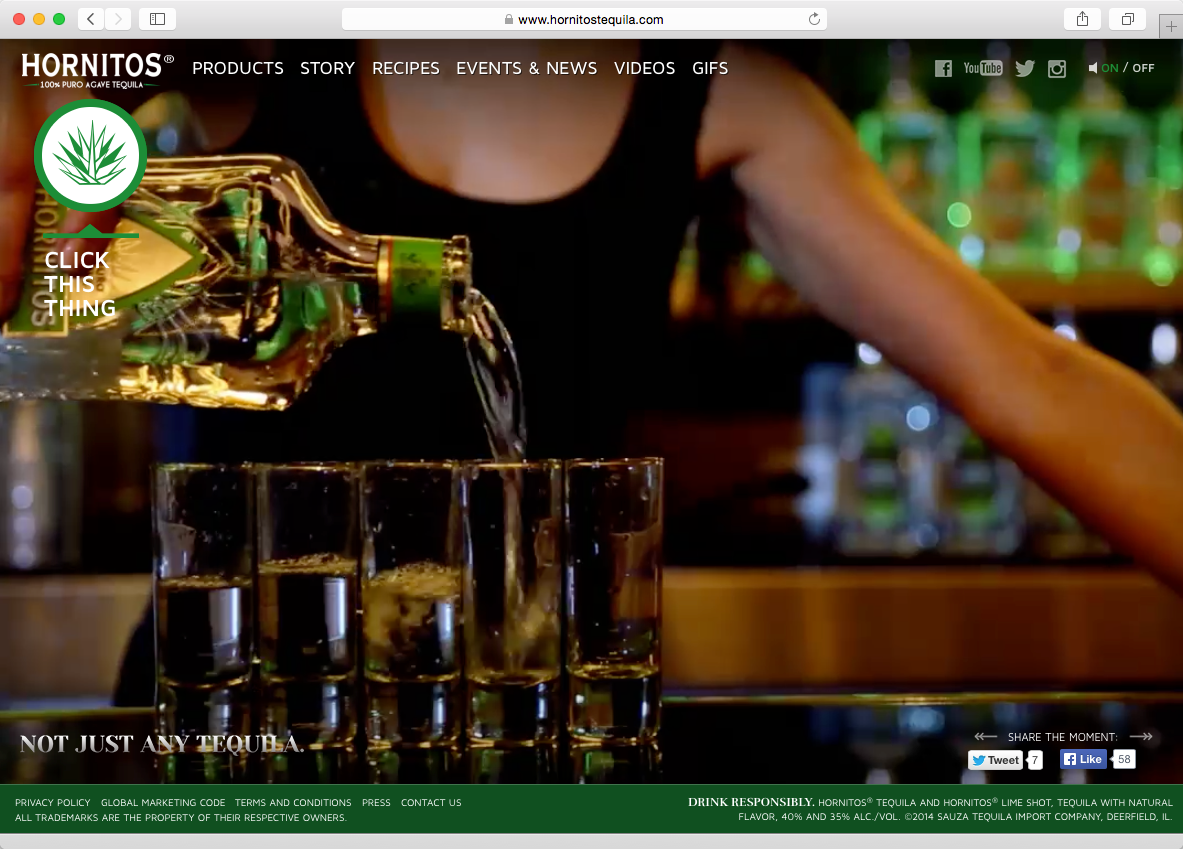 www.hornitostequila.com
HORNITOS®
100% PURO AGAVE TEQUILA
PRODUCTS STORY RECIPES EVENTS & NEWS VIDEOS GIFS
You Tube
ON / OFF
HORNITOS
CLICK
THIS
THING
NOT JUST ANY TEQUILA.
SHARE THE MOMENT:
Tweet 7 Like 58
PRIVACY POLICY GLOBAL MARKETING CODE TERMS AND CONDITIONS PRESS CONTACT US
ALL TRADEMARKS ARE THE PROPERTY OF THEIR RESPECTIVE OWNERS.
DRINK RESPONSIBLY. HORNITOS® TEQUILA AND HORNITOS® LIME SHOT, TEQUILA WITH NATURAL
FLAVOR, 40% AND 35% ALC./VOL. ©2014 SAUZA TEQUILA IMPORT COMPANY, DEERFIELD, IL.